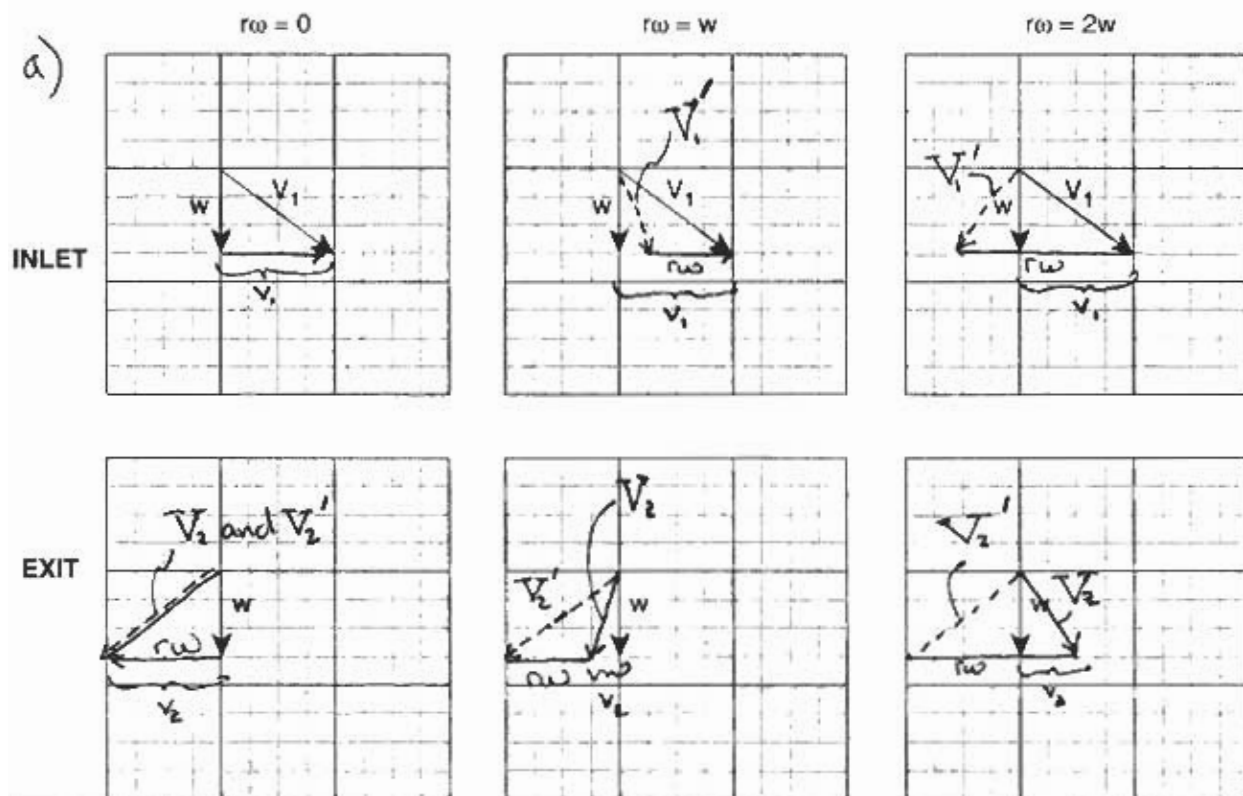 rω = 0 rω = w rω = 2w
a)
INLET
w V₁
v₁
V₁'
w V₁
rω
v₁
V₁'
w V₁
rω
v₁
EXIT
V₂ and V₂'
w
rω
v₂
V₂
V₂' w
rω
v₂
V₂'
w V₂
rω
v₂